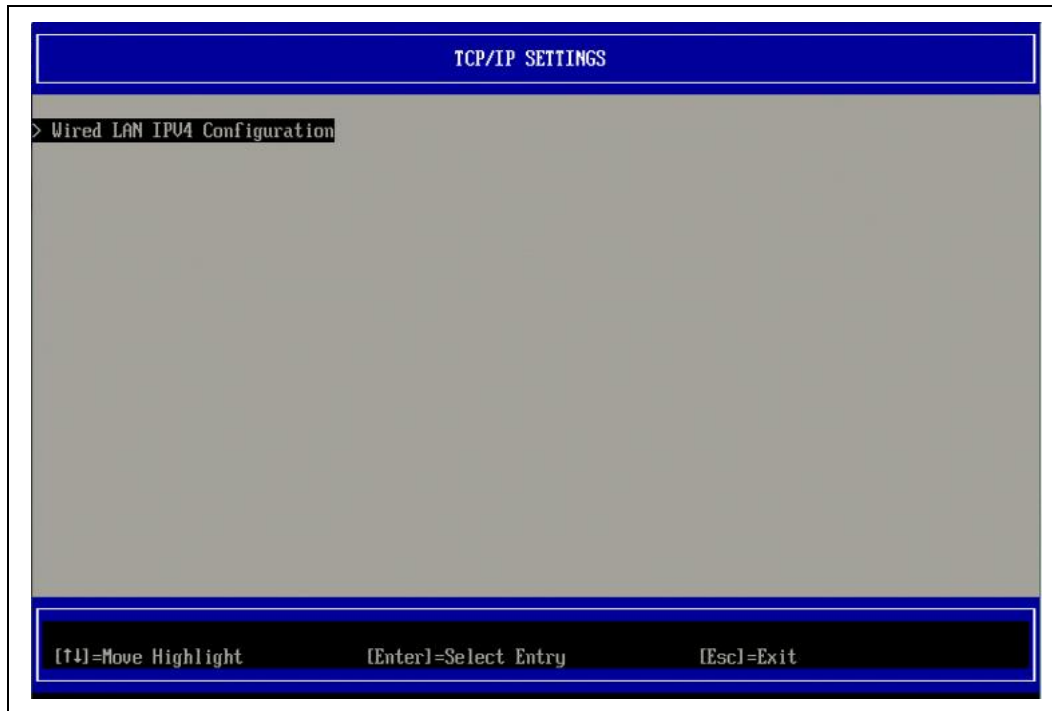 TCP/IP SETTINGS
> Wired LAN IPV4 Configuration
[↑↓]=Move Highlight [Enter]=Select Entry [Esc]=Exit